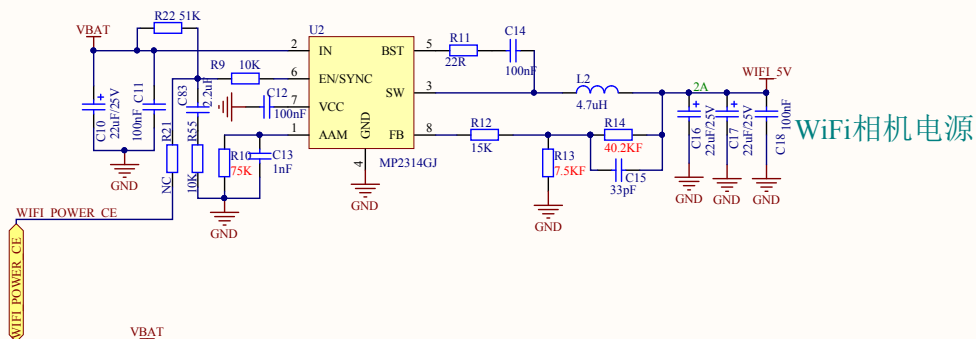 R22 51K
VBAT
U2
2 IN
BST 5
R11
22R
C14
100nF
R9 10K
6 EN/SYNC
SW 3
L2
4.7uH
2A
WIFI_5V
C10
22uF/25V
C11
100nF
C83
2.2uF
C12
100nF
7 VCC
GND
1 AAM
FB 8
R12
15K
R14
40.2KF
C15
33pF
R13
7.5KF
C16
22uF/25V
C17
22uF/25V
C18
100nF
WiFi相机电源
R21
NC
R55
10K
R10
75K
C13
1nF
4
MP2314GJ
GND
GND
GND
GND
GND
GND
GND
WIFI_POWER_CE
WIFI_POWER_CE
VBAT